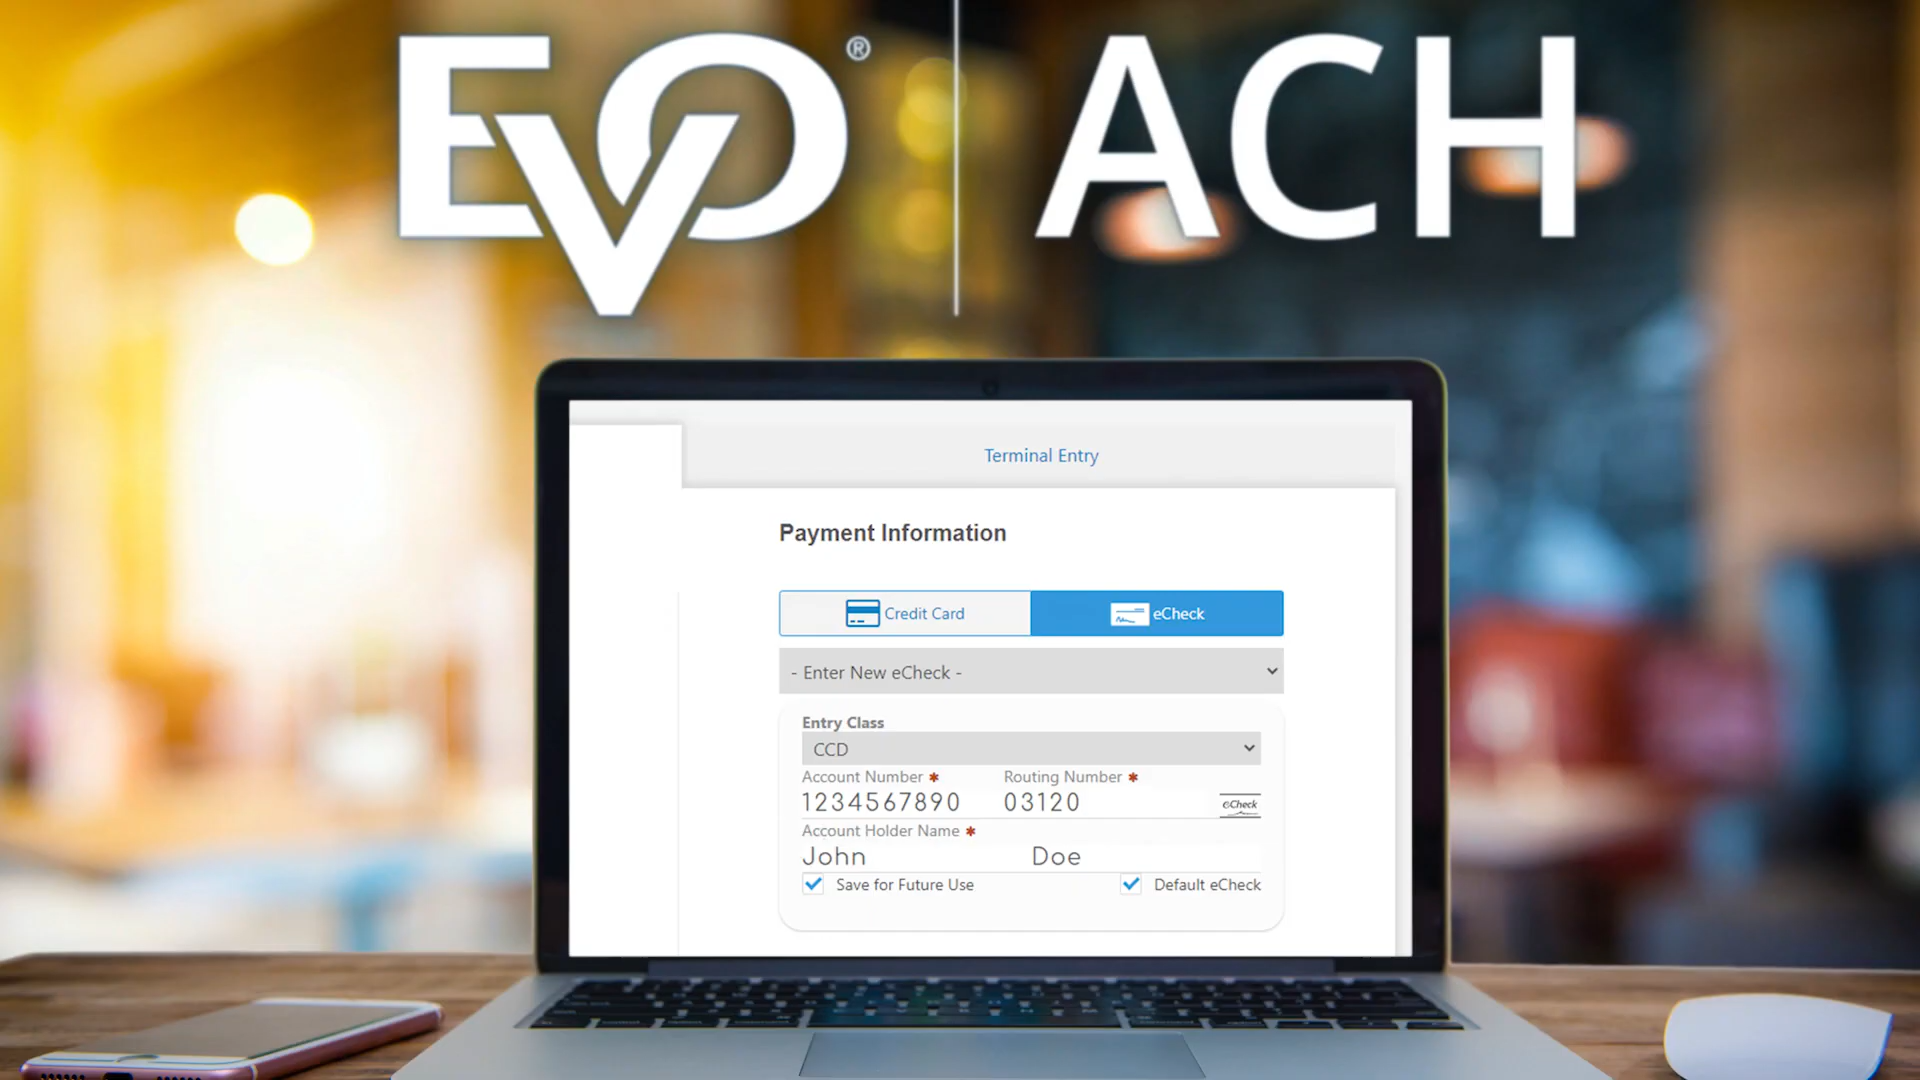 EVO® | ACH
Terminal Entry
Payment Information
Credit Card eCheck
- Enter New eCheck -
Entry Class
CCD
Account Number * Routing Number *
1234567890 03120 eCheck
Account Holder Name *
John Doe
Save for Future Use Default eCheck